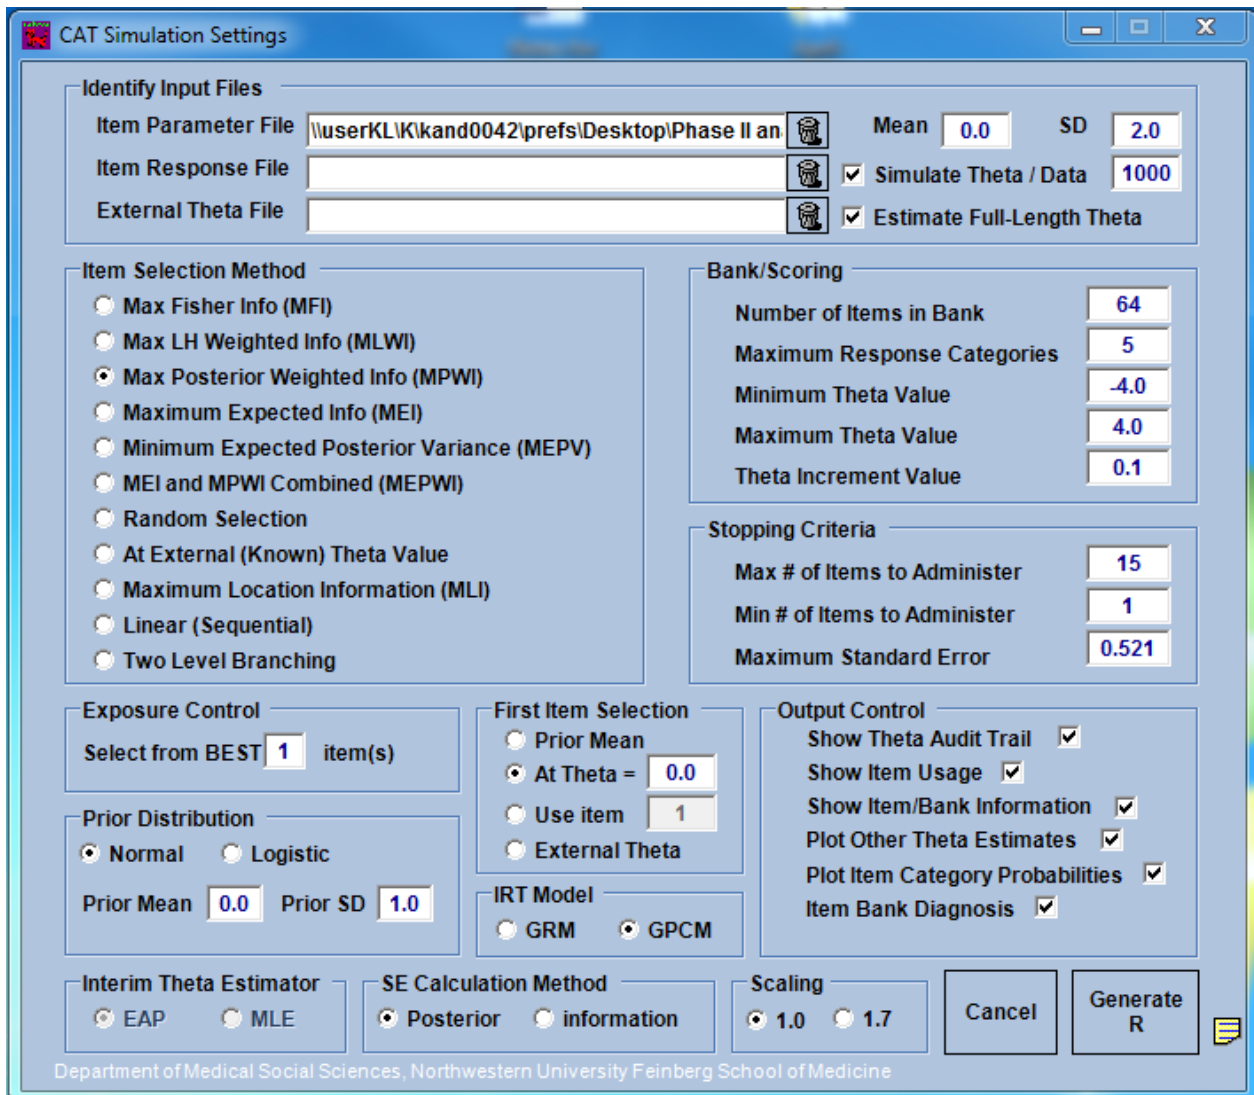 CAT Simulation Settings
Identify Input Files
Item Parameter File \\userKL\K\kand0042\prefs\Desktop\Phase II an Mean 0.0 SD 2.0
Item Response File Simulate Theta / Data 1000
External Theta File Estimate Full-Length Theta
Item Selection Method
Max Fisher Info (MFI)
Max LH Weighted Info (MLWI)
Max Posterior Weighted Info (MPWI)
Maximum Expected Info (MEI)
Minimum Expected Posterior Variance (MEPV)
MEI and MPWI Combined (MEPWI)
Random Selection
At External (Known) Theta Value
Maximum Location Information (MLI)
Linear (Sequential)
Two Level Branching
Bank/Scoring
Number of Items in Bank 64
Maximum Response Categories 5
Minimum Theta Value -4.0
Maximum Theta Value 4.0
Theta Increment Value 0.1
Stopping Criteria
Max # of Items to Administer 15
Min # of Items to Administer 1
Maximum Standard Error 0.521
Exposure Control
Select from BEST 1 item(s)
Prior Distribution
Normal Logistic
Prior Mean 0.0 Prior SD 1.0
First Item Selection
Prior Mean
At Theta = 0.0
Use item 1
External Theta
IRT Model
GRM GPCM
Output Control
Show Theta Audit Trail
Show Item Usage
Show Item/Bank Information
Plot Other Theta Estimates
Plot Item Category Probabilities
Item Bank Diagnosis
Interim Theta Estimator
EAP MLE
SE Calculation Method
Posterior information
Scaling
1.0 1.7
Cancel
Generate
R
Department of Medical Social Sciences, Northwestern University Feinberg School of Medicine